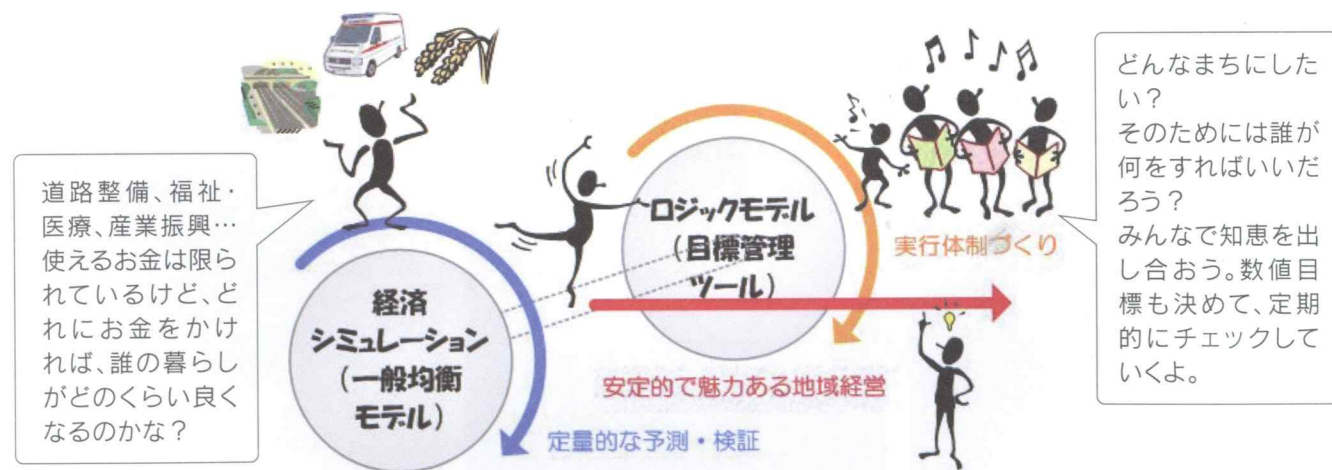 道路整備、福祉・
医療、産業振興…
使えるお金は限ら
れているけど、ど
れにお金をかけ
れば、誰の暮らし
がどのくらい良く
なるのかな？
経済
シミュレーション
（一般均衡
モデル）
定量的な予測・検証
ロジックモデル
（目標管理
ツール）
実行体制づくり
安定的で魅力ある地域経営
どんなまちにした
い？
そのためには誰が
何をすればいいだ
ろう？
みんなで知恵を出
し合おう。数値目
標も決めて、定期
的にチェックして
いくよ。